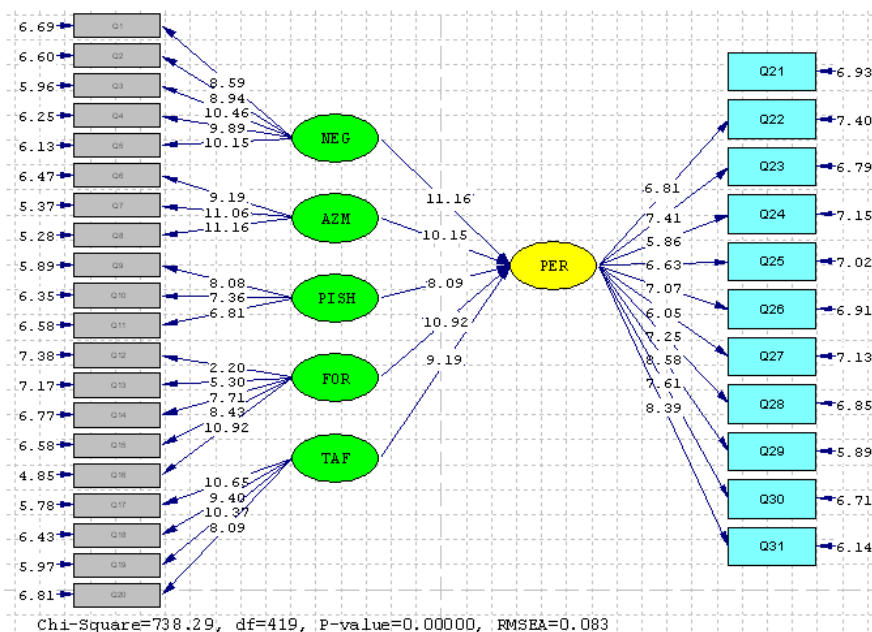 6.69 Q1
6.60 Q2
5.96 Q3
6.25 Q4
6.13 Q5
6.47 Q6
5.37 Q7
5.28 Q8
5.89 Q9
6.35 Q10
6.58 Q11
7.38 Q12
7.17 Q13
6.77 Q14
6.58 Q15
4.85 Q16
5.78 Q17
6.43 Q18
5.97 Q19
6.81 Q20
8.59
8.94
10.46
9.89
10.15
9.19
11.06
11.16
8.08
7.36
6.81
2.20
5.30
7.71
8.43
10.92
10.65
9.40
10.37
8.09
NEG
AZM
PISH
FOR
TAF
11.16
10.15
8.09
10.92
9.19
PER
6.81
7.41
5.86
6.63
7.07
6.05
7.25
8.58
7.61
8.39
Q21 6.93
Q22 7.40
Q23 6.79
Q24 7.15
Q25 7.02
Q26 6.91
Q27 7.13
Q28 6.85
Q29 5.89
Q30 6.71
Q31 6.14
Chi-Square=738.29, df=419, P-value=0.00000, RMSEA=0.083